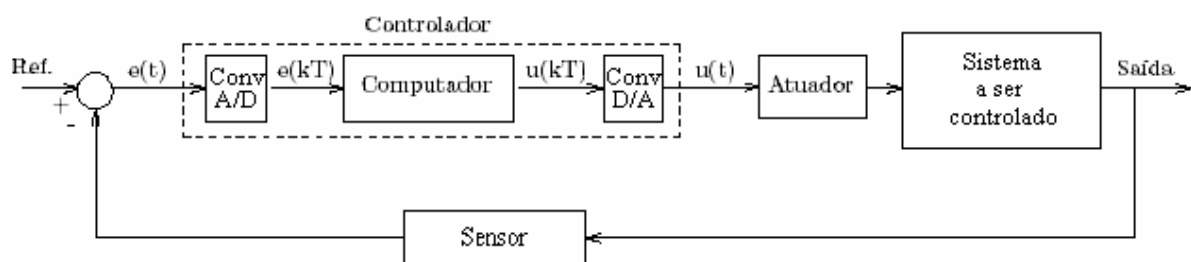 Controlador
Ref.
+
-
e(t)
Conv
A/D
e(kT)
Computador
u(kT)
Conv
D/A
u(t)
Atuador
Sistema
a ser
controlado
Saída
Sensor